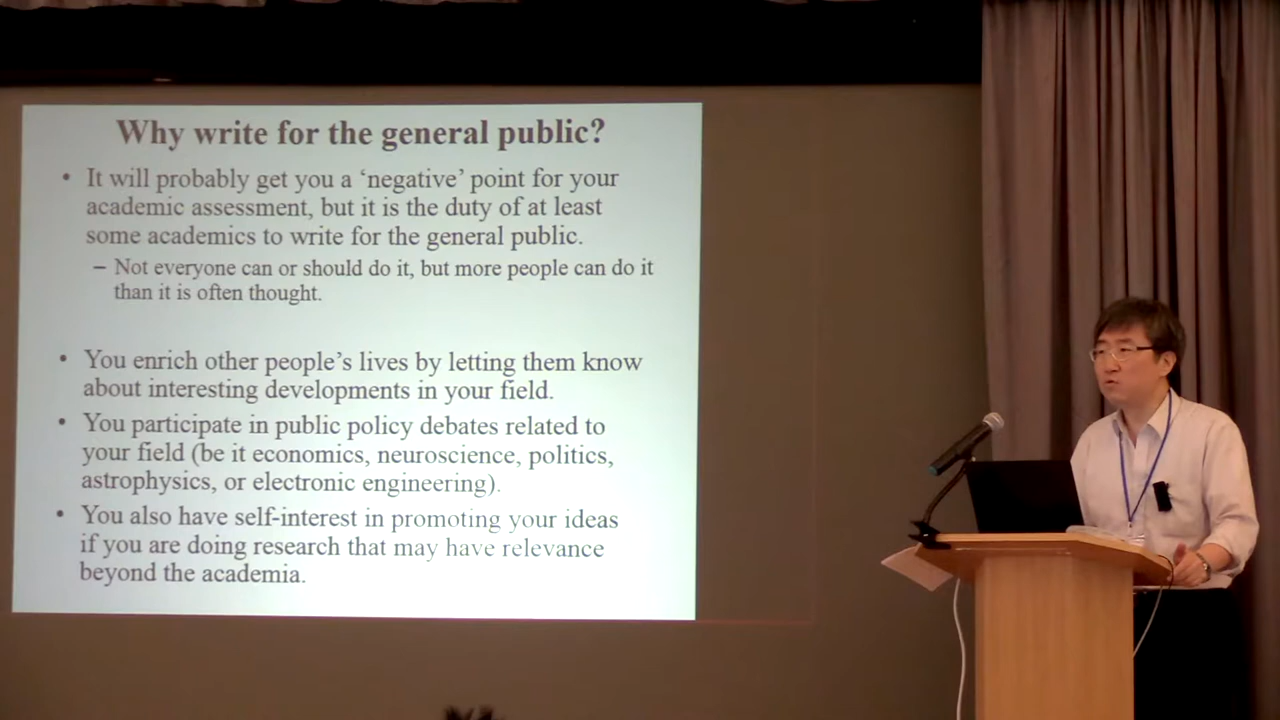 Why write for the general public?
• It will probably get you a ‘negative’ point for your
academic assessment, but it is the duty of at least
some academics to write for the general public.
– Not everyone can or should do it, but more people can do it
than it is often thought.
• You enrich other people’s lives by letting them know
about interesting developments in your field.
• You participate in public policy debates related to
your field (be it economics, neuroscience, politics,
astrophysics, or electronic engineering).
• You also have self-interest in promoting your ideas
if you are doing research that may have relevance
beyond the academia.